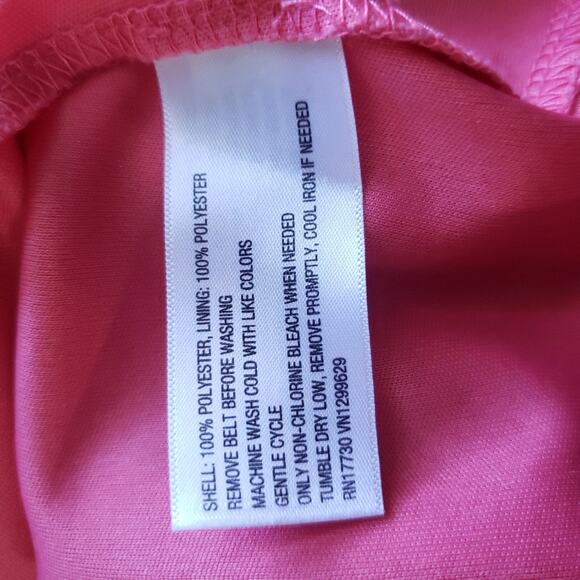 SHELL: 100% POLYESTER, LINING: 100% POLYESTER
REMOVE BELT BEFORE WASHING
MACHINE WASH COLD WITH LIKE COLORS
GENTLE CYCLE
ONLY NON-CHLORINE BLEACH WHEN NEEDED
TUMBLE DRY LOW, REMOVE PROMPTLY, COOL IRON IF NEEDED
RN17730 VN1299629